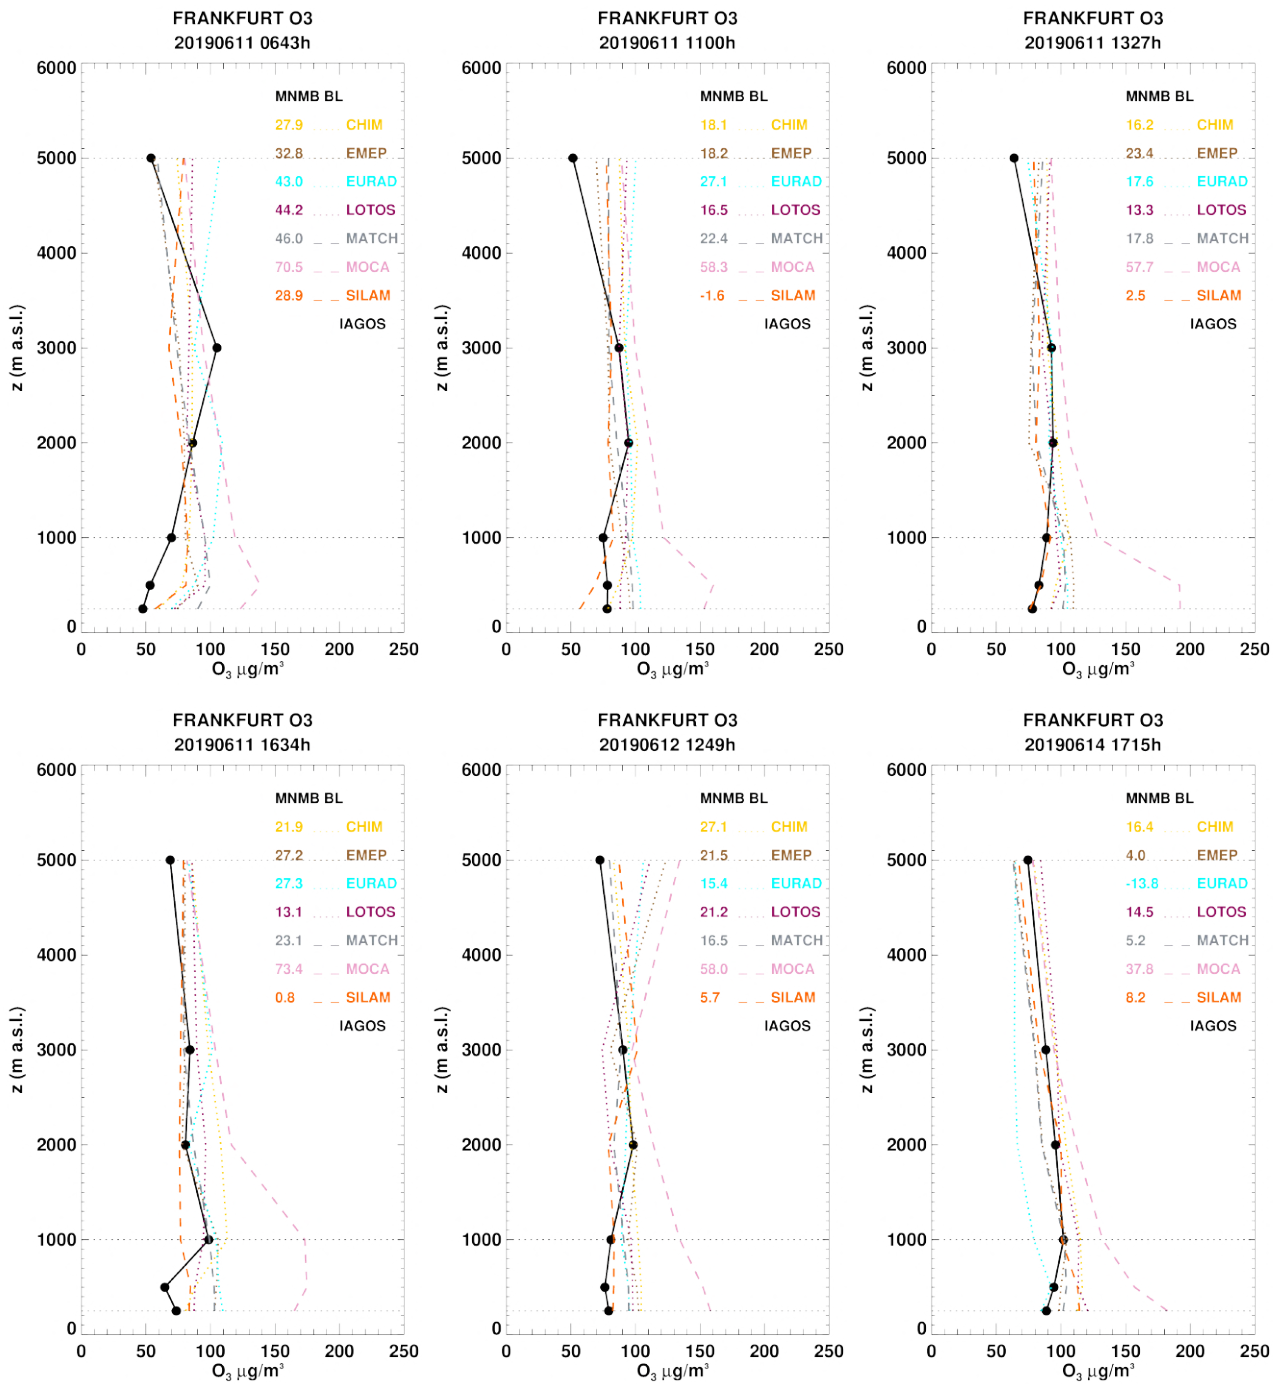 FRANKFURT O3
20190611 0643h
6000
5000
4000
3000
2000
1000
0
0 50 100 150 200 250
z (m a.s.l.)
O₃ μg/m³
MNMB BL
27.9 CHIM
32.8 EMEP
43.0 EURAD
44.2 LOTOS
46.0 MATCH
70.5 MOCA
28.9 SILAM
IAGOS
FRANKFURT O3
20190611 1100h
6000
5000
4000
3000
2000
1000
0
0 50 100 150 200 250
z (m a.s.l.)
O₃ μg/m³
MNMB BL
18.1 CHIM
18.2 EMEP
27.1 EURAD
16.5 LOTOS
22.4 MATCH
58.3 MOCA
-1.6 SILAM
IAGOS
FRANKFURT O3
20190611 1327h
6000
5000
4000
3000
2000
1000
0
0 50 100 150 200 250
z (m a.s.l.)
O₃ μg/m³
MNMB BL
16.2 CHIM
23.4 EMEP
17.6 EURAD
13.3 LOTOS
17.8 MATCH
57.7 MOCA
2.5 SILAM
IAGOS
FRANKFURT O3
20190611 1634h
6000
5000
4000
3000
2000
1000
0
0 50 100 150 200 250
z (m a.s.l.)
O₃ μg/m³
MNMB BL
21.9 CHIM
27.2 EMEP
27.3 EURAD
13.1 LOTOS
23.1 MATCH
73.4 MOCA
0.8 SILAM
IAGOS
FRANKFURT O3
20190612 1249h
6000
5000
4000
3000
2000
1000
0
0 50 100 150 200 250
z (m a.s.l.)
O₃ μg/m³
MNMB BL
27.1 CHIM
21.5 EMEP
15.4 EURAD
21.2 LOTOS
16.5 MATCH
58.0 MOCA
5.7 SILAM
IAGOS
FRANKFURT O3
20190614 1715h
6000
5000
4000
3000
2000
1000
0
0 50 100 150 200 250
z (m a.s.l.)
O₃ μg/m³
MNMB BL
16.4 CHIM
4.0 EMEP
-13.8 EURAD
14.5 LOTOS
5.2 MATCH
37.8 MOCA
8.2 SILAM
IAGOS